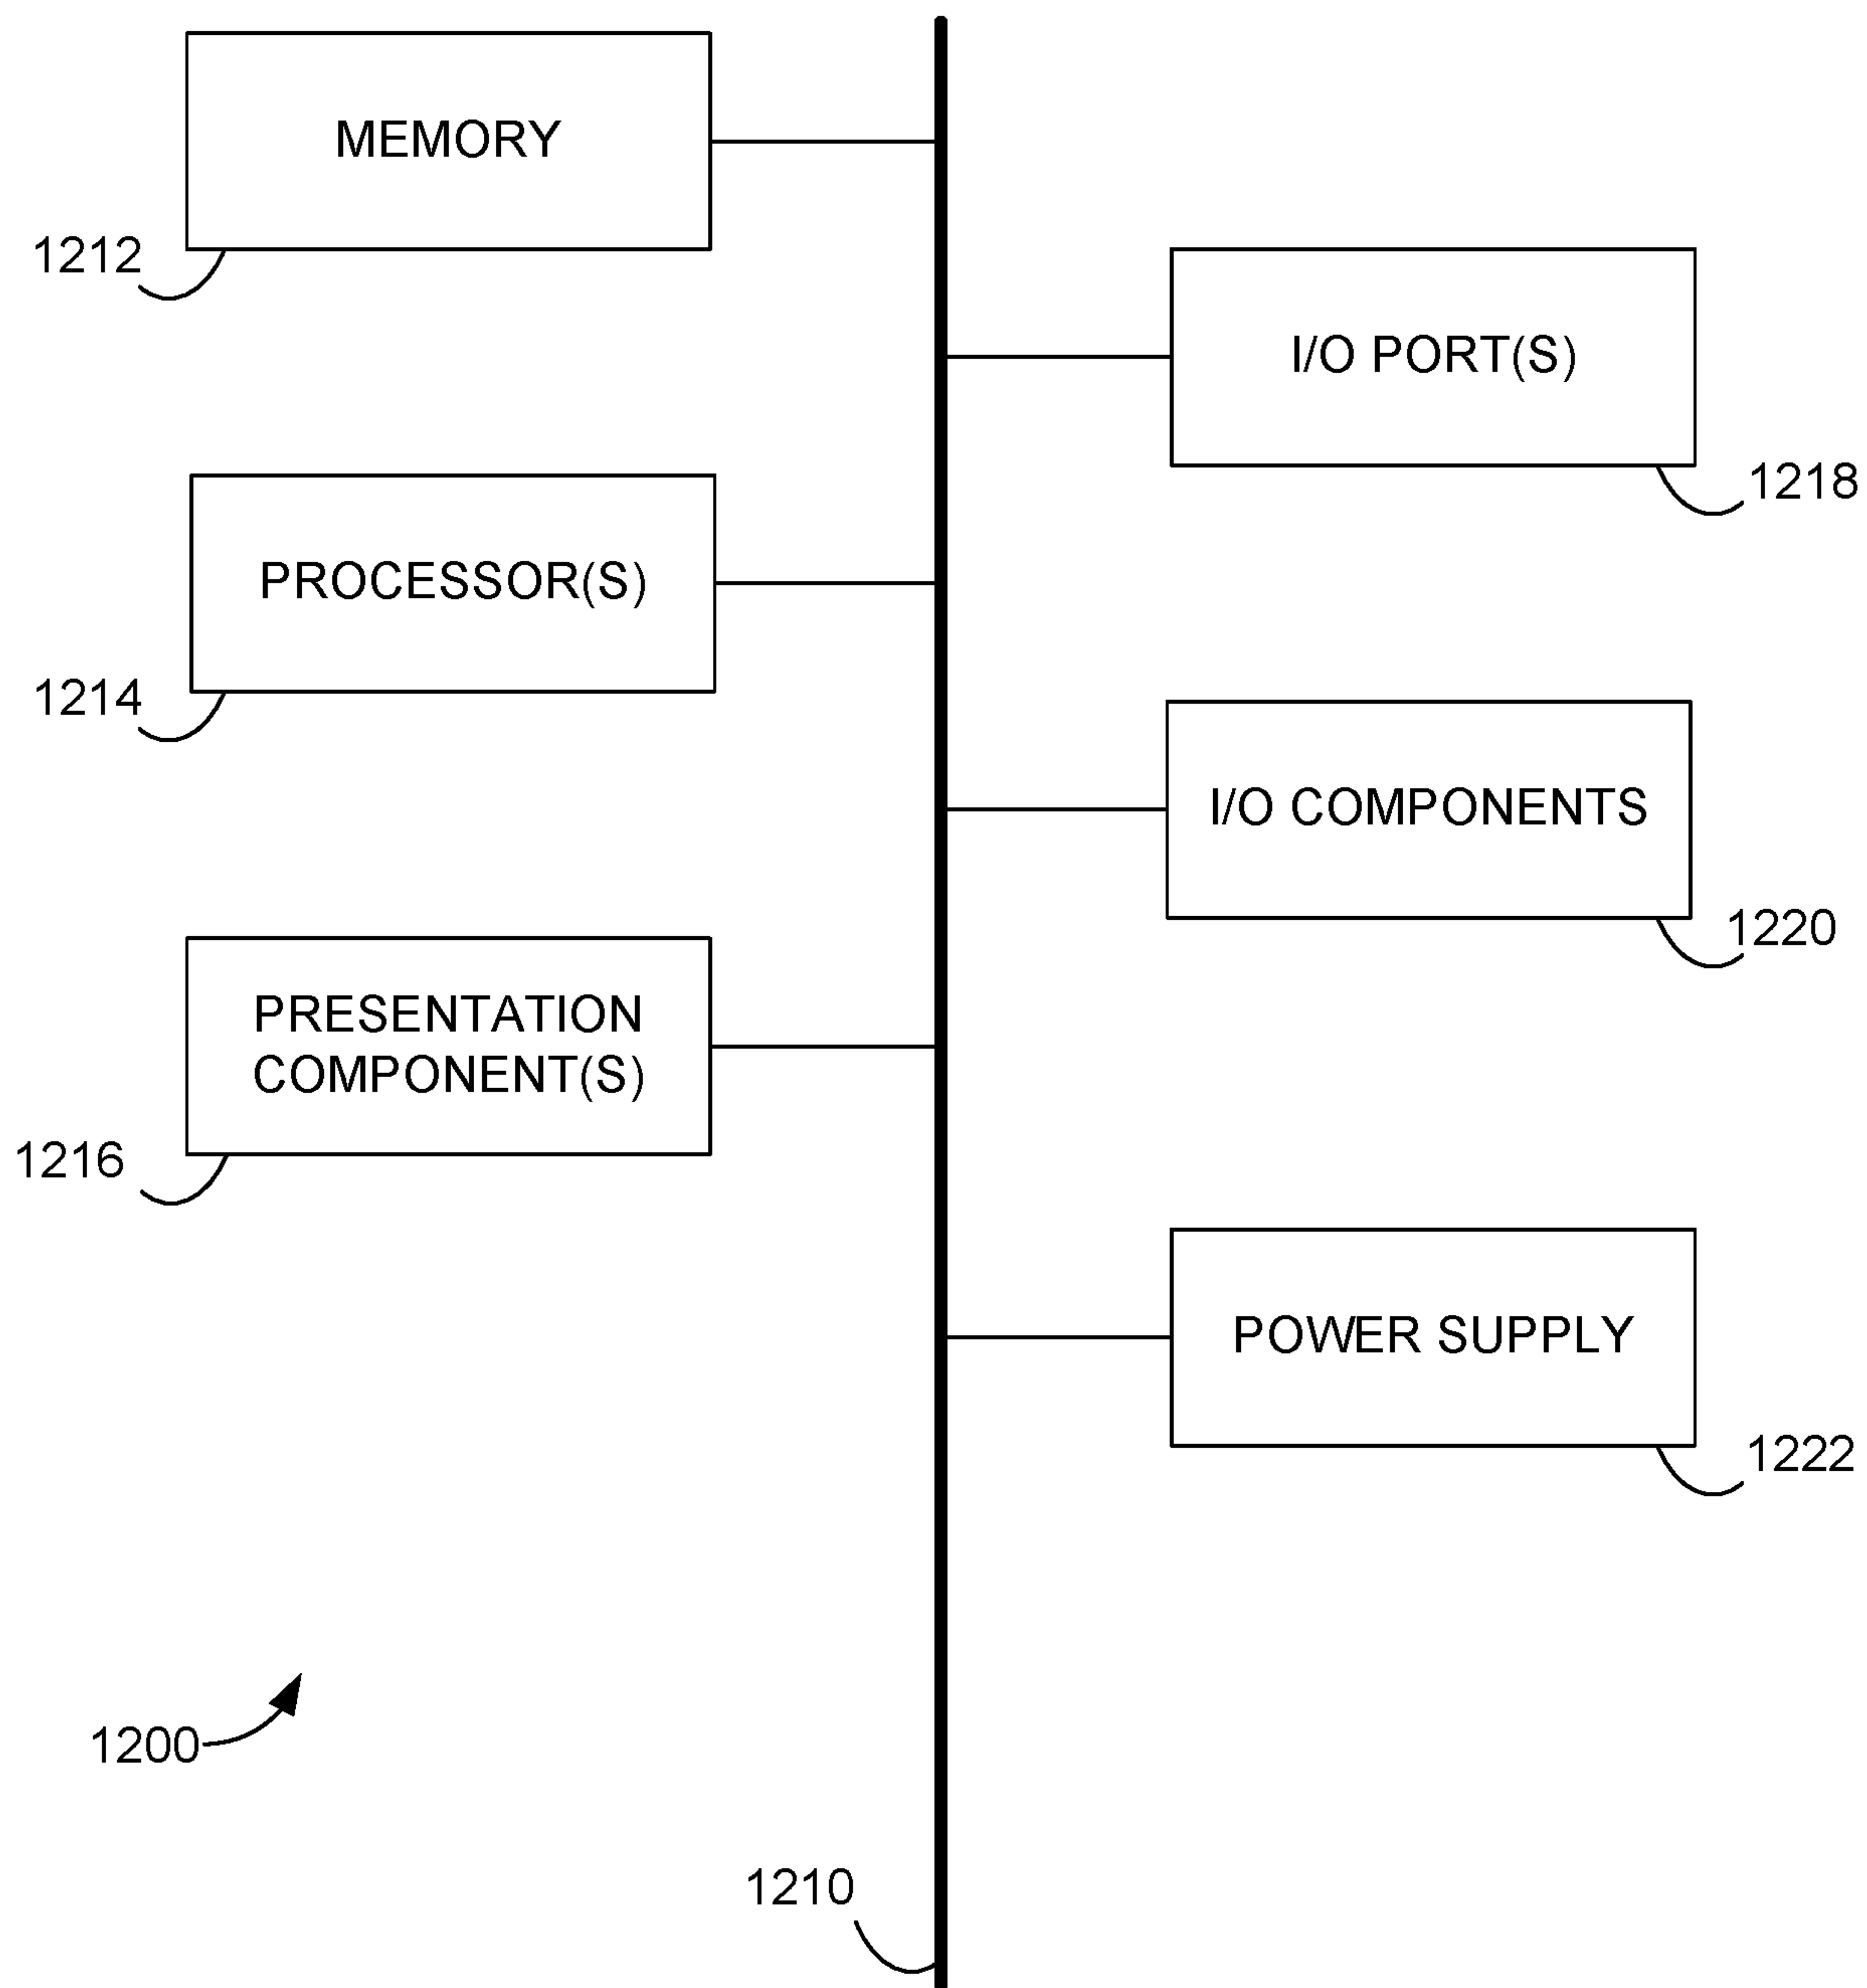 MEMORY
1212
I/O PORT(S)
1218
PROCESSOR(S)
1214
I/O COMPONENTS
1220
PRESENTATION
COMPONENT(S)
1216
POWER SUPPLY
1222
1200
1210